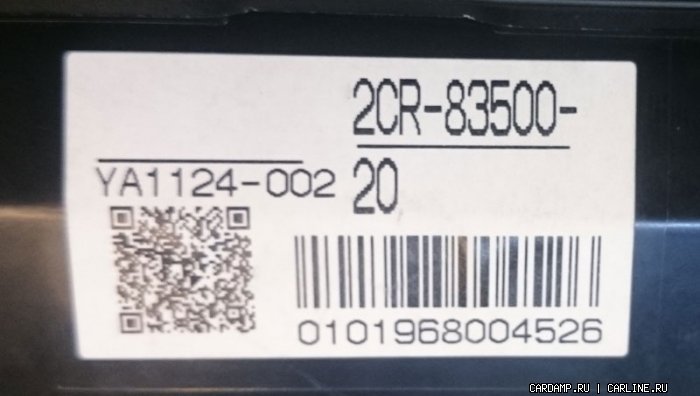 2CR-83500-
20
YA1124-002
0101968004526
CARDAMP.RU | CARLINE.RU